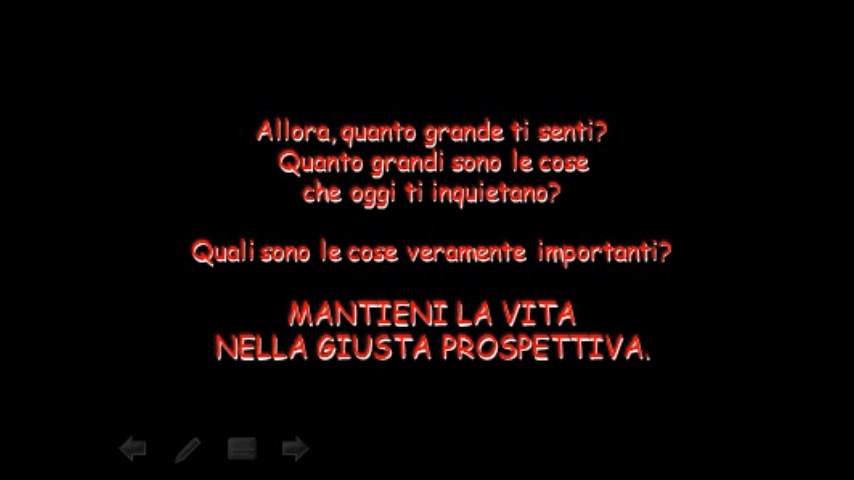 Allora, quanto grande ti senti?
Quanto grandi sono le cose
che oggi ti inquietano?
Quali sono le cose veramente importanti?
MANTIENI LA VITA
NELLA GIUSTA PROSPETTIVA.